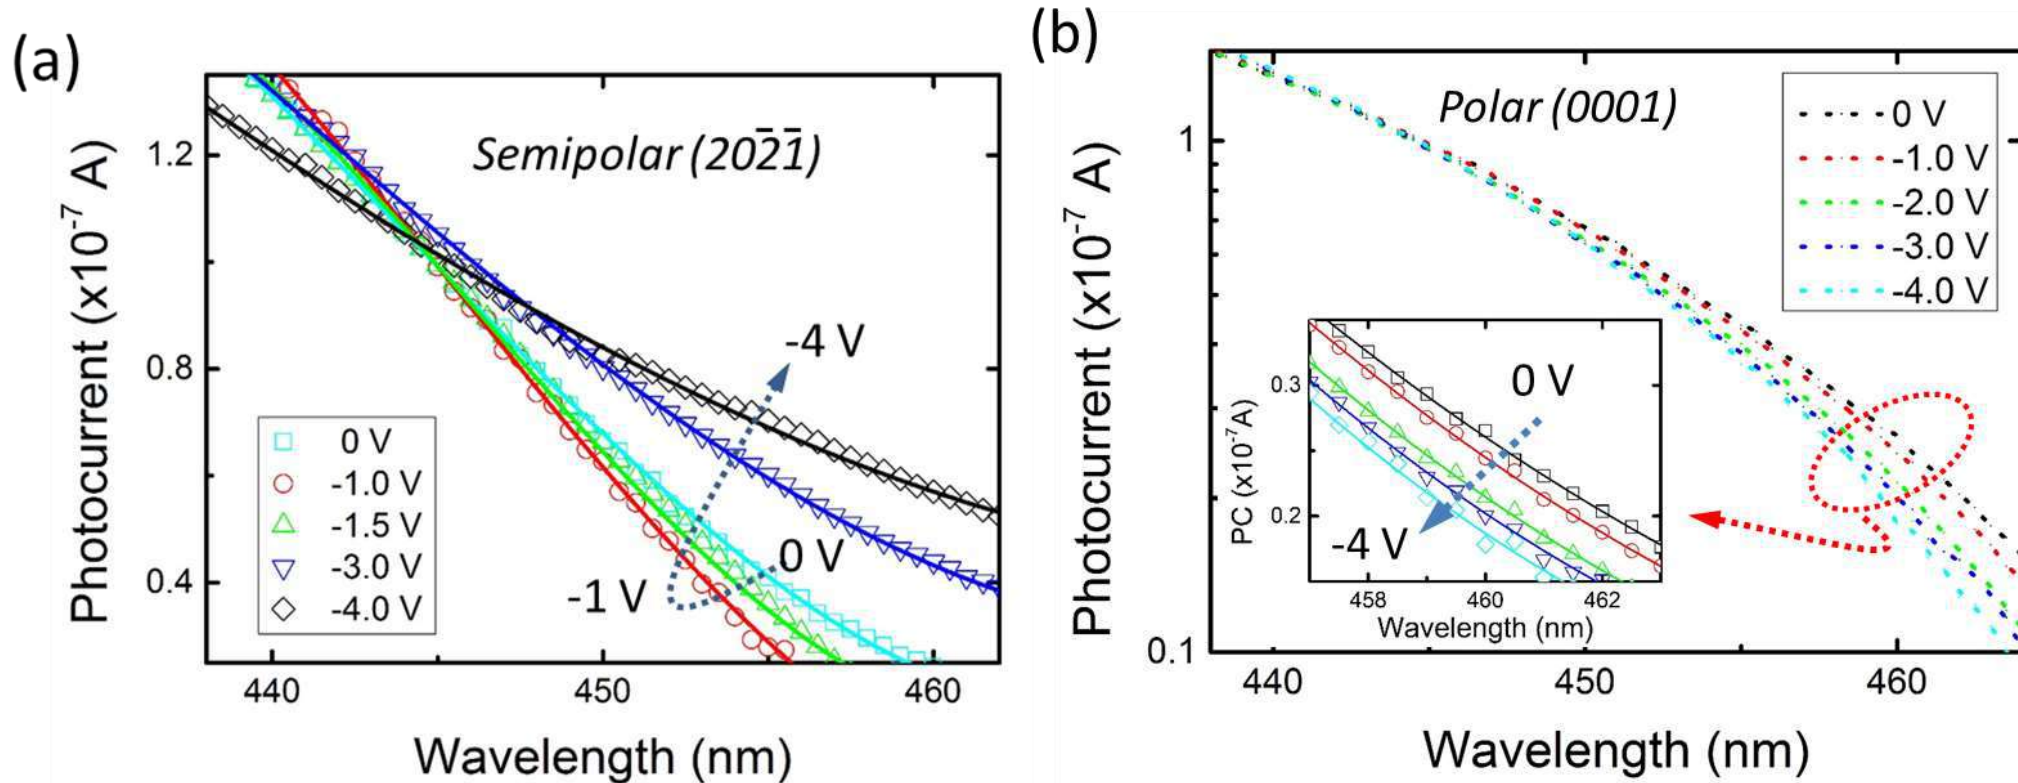 (a)
Photocurrent (x10⁻⁷ A)
1.2
0.8
0.4
Semipolar (202̄1̄)
-4 V
0 V
-1 V
0 V
-1.0 V
-1.5 V
-3.0 V
-4.0 V
440
450
460
Wavelength (nm)
(b)
Photocurrent (x10⁻⁷ A)
1
0.1
Polar (0001)
0 V
-1.0 V
-2.0 V
-3.0 V
-4.0 V
PC (x10⁻⁷A)
0.3
0.2
0 V
-4 V
458
460
462
Wavelength (nm)
440
450
460
Wavelength (nm)